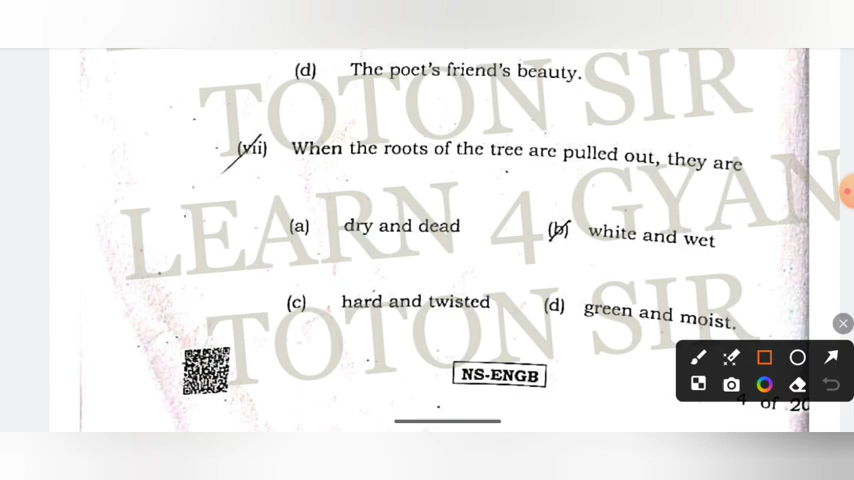 (d) The poet's friend's beauty.
(vii) When the roots of the tree are pulled out, they are
(a) dry and dead (b) white and wet
(c) hard and twisted (d) green and moist.
NS-ENGB
4 of 20
TOTON SIR
LEARN 4 GYAN
TOTON SIR